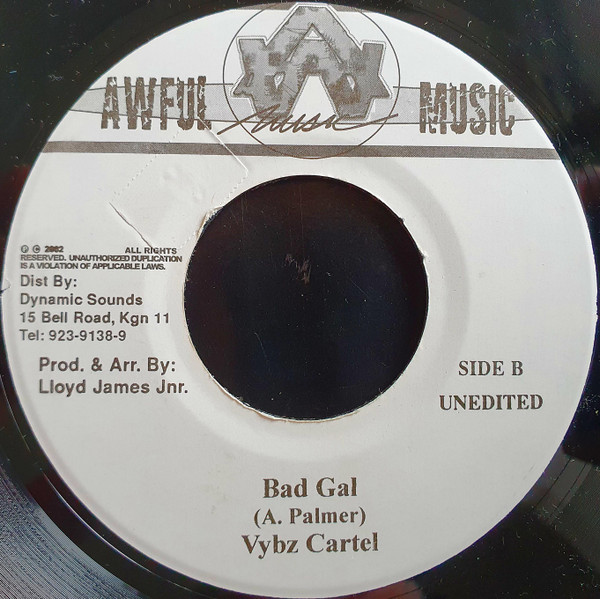 AWFUL Music MUSIC
℗ © 2002 ALL RIGHTS
RESERVED. UNAUTHORIZED DUPLICATION
IS A VIOLATION OF APPLICABLE LAWS.
Dist By:
Dynamic Sounds
15 Bell Road, Kgn 11
Tel: 923-9138-9
Prod. & Arr. By:
Lloyd James Jnr.
SIDE B
UNEDITED
Bad Gal
(A. Palmer)
Vybz Cartel